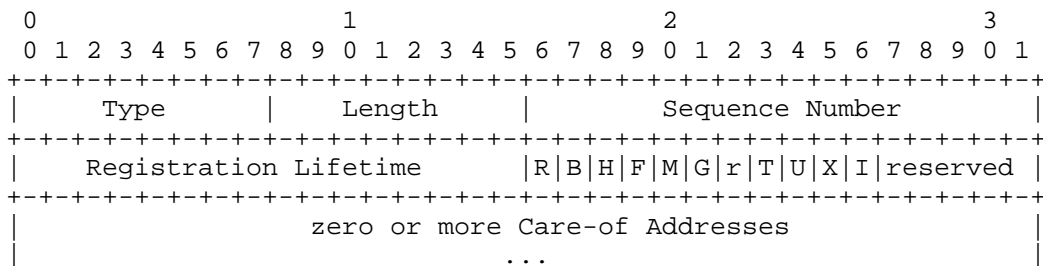 0                   1                   2                   3
 0 1 2 3 4 5 6 7 8 9 0 1 2 3 4 5 6 7 8 9 0 1 2 3 4 5 6 7 8 9 0 1
+-+-+-+-+-+-+-+-+-+-+-+-+-+-+-+-+-+-+-+-+-+-+-+-+-+-+-+-+-+-+-+
|     Type      |    Length     |        Sequence Number        |
+-+-+-+-+-+-+-+-+-+-+-+-+-+-+-+-+-+-+-+-+-+-+-+-+-+-+-+-+-+-+-+
|    Registration Lifetime      |R|B|H|F|M|G|r|T|U|X|I|reserved |
+-+-+-+-+-+-+-+-+-+-+-+-+-+-+-+-+-+-+-+-+-+-+-+-+-+-+-+-+-+-+-+
|                  zero or more Care-of Addresses               |
|                              ...                              |